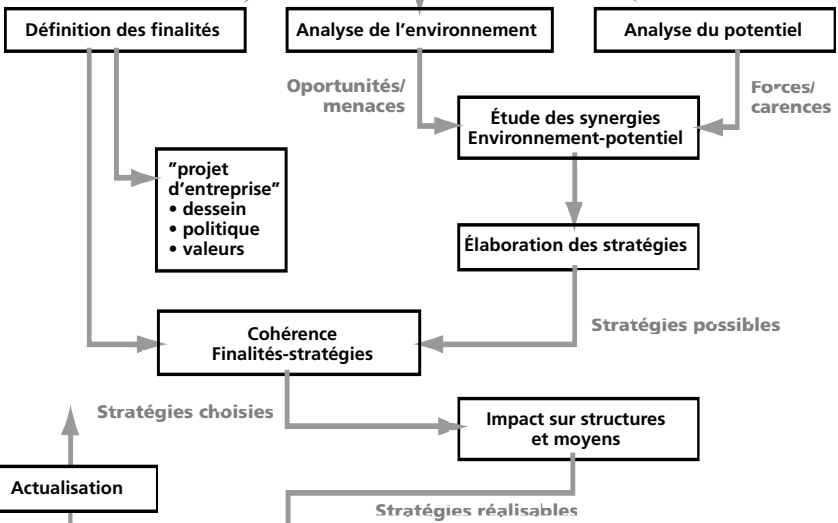 Définition des finalités
Analyse de l'environnement
Analyse du potentiel
Oportunités/
menaces
Forces/
carences
Étude des synergies
Environnement-potentiel
"projet
d'entreprise"
• dessein
• politique
• valeurs
Élaboration des stratégies
Stratégies possibles
Cohérence
Finalités-stratégies
Stratégies choisies
Impact sur structures
et moyens
Actualisation
Stratégies réalisables